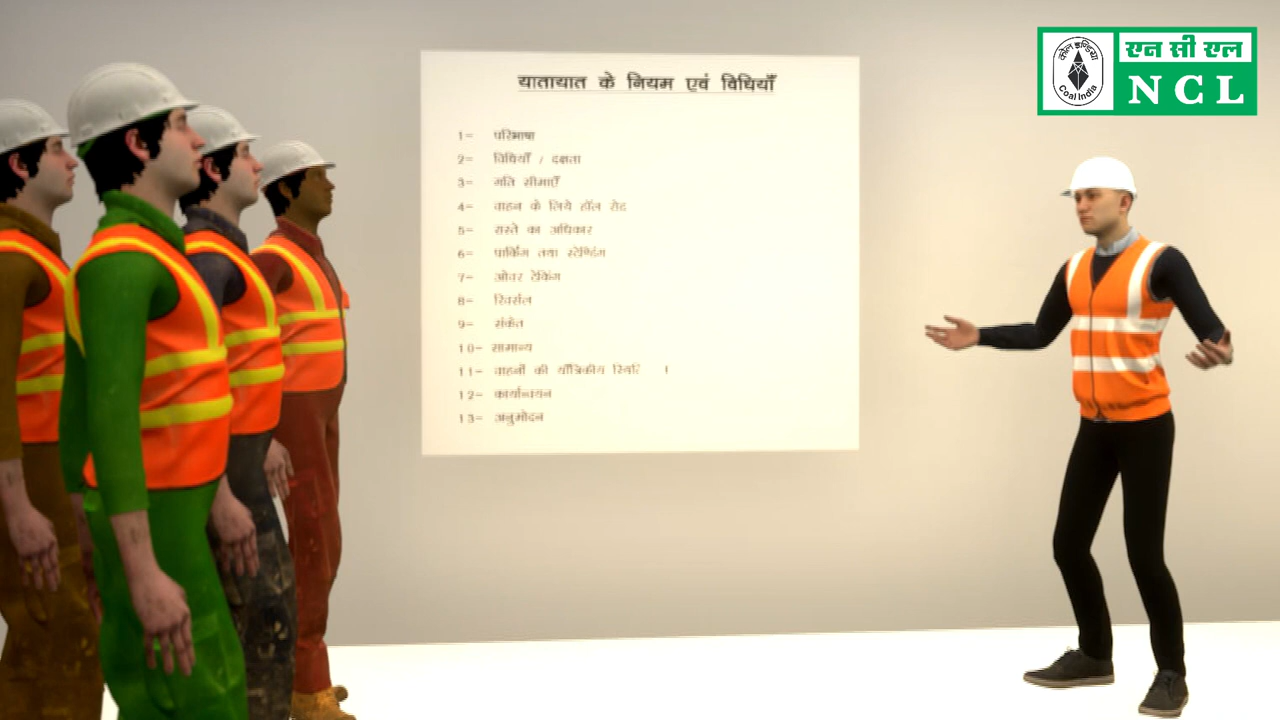 यातायात के नियम एवं विधियाँ
1= परिभाषा
2= विधियाँ / दक्षता
3= गति सीमाएँ
4= वाहन के लिये हॉल रोड
5= रास्ते का अधिकार
6= पार्किंग तथा स्टेण्डिंग
7= ओवर टेकिंग
8= रिवर्सल
9= संकेत
10- सामान्य
11- वाहनों की याँत्रिकीय
12= कार्यान्वयन
13= अनुमोदन
कोल इण्डिया
Coal India
एन सी एल
NCL